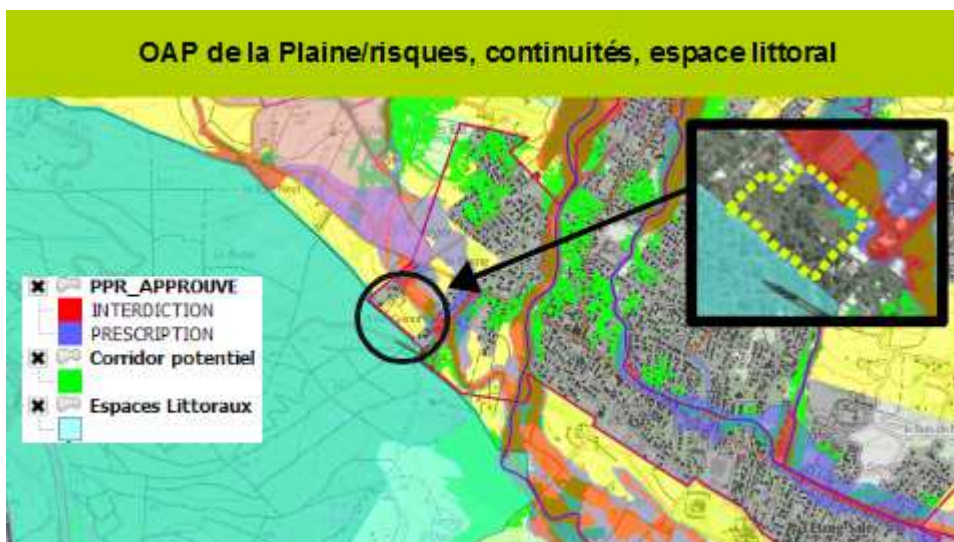 OAP de la Plaine/risques, continuités, espace littoral
PPR_APPROUVE
INTERDICTION
PRESCRIPTION
Corridor potentiel
Espaces Littoraux